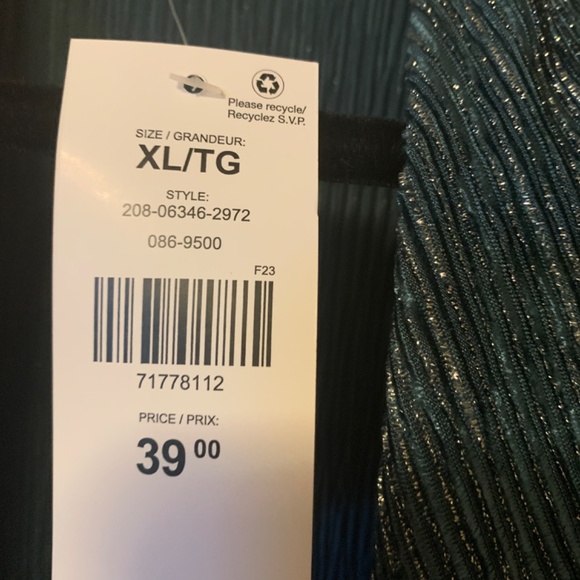 Please recycle/
Recyclez S.V.P.
SIZE / GRANDEUR:
XL/TG
STYLE:
208-06346-2972
086-9500
F23
71778112
PRICE / PRIX:
39 00